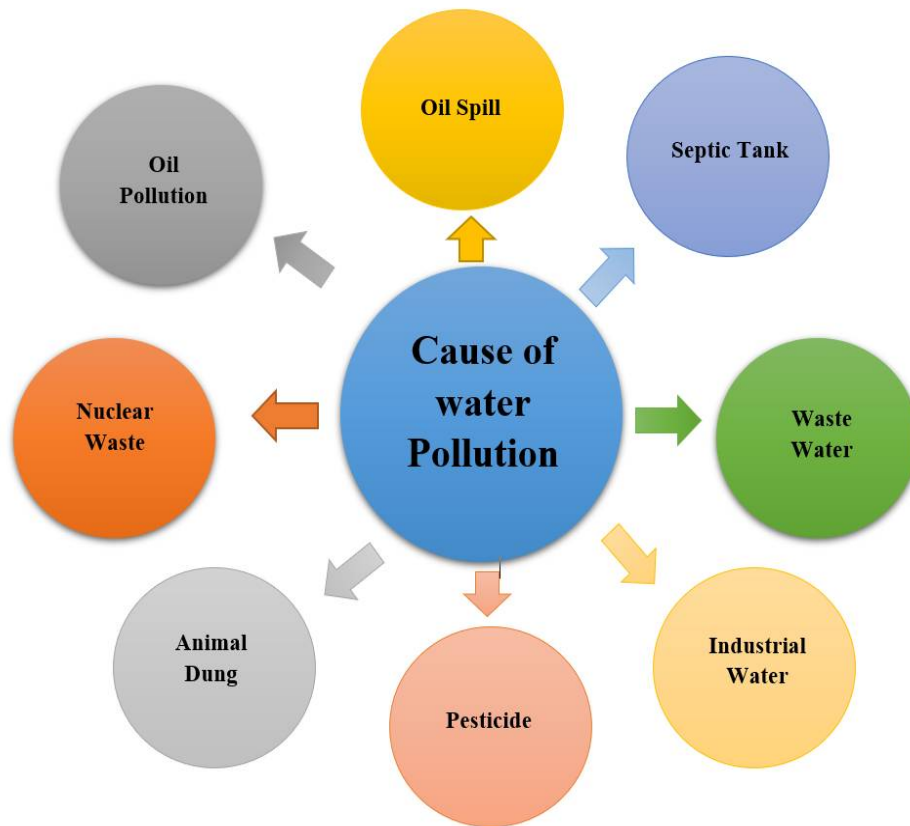 Oil Spill
Septic Tank
Oil
Pollution
Cause of
water
Pollution
Nuclear
Waste
Waste
Water
Animal
Dung
Industrial
Water
Pesticide